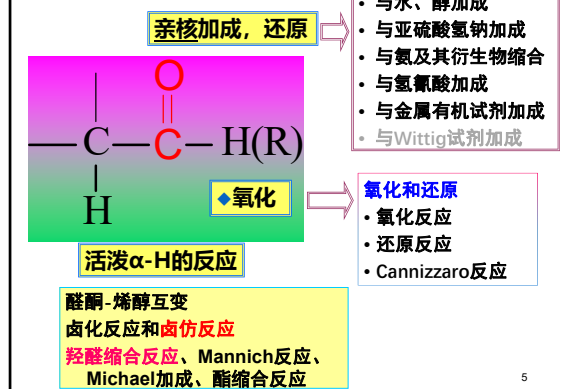 • 与水、醇加成
亲核加成，还原
• 与亚硫酸氢钠加成
• 与氨及其衍生物缩合
• 与氢氰酸加成
• 与金属有机试剂加成
• 与Wittig试剂加成
O
C
C
H(R)
H
◆氧化
氧化和还原
• 氧化反应
• 还原反应
• Cannizzaro反应
活泼α-H的反应
醛酮-烯醇互变
卤化反应和卤仿反应
羟醛缩合反应、Mannich反应、
Michael加成、酯缩合反应
5